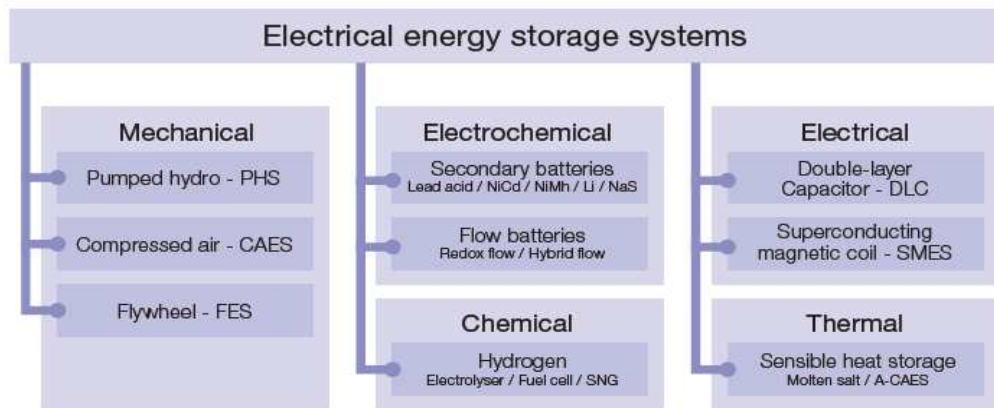 Electrical energy storage systems
Mechanical
Pumped hydro - PHS
Compressed air - CAES
Flywheel - FES
Electrochemical
Secondary batteries
Lead acid / NiCd / NiMh / Li / NaS
Flow batteries
Redox flow / Hybrid flow
Chemical
Hydrogen
Electrolyser / Fuel cell / SNG
Electrical
Double-layer
Capacitor - DLC
Superconducting
magnetic coil - SMES
Thermal
Sensible heat storage
Molten salt / A-CAES